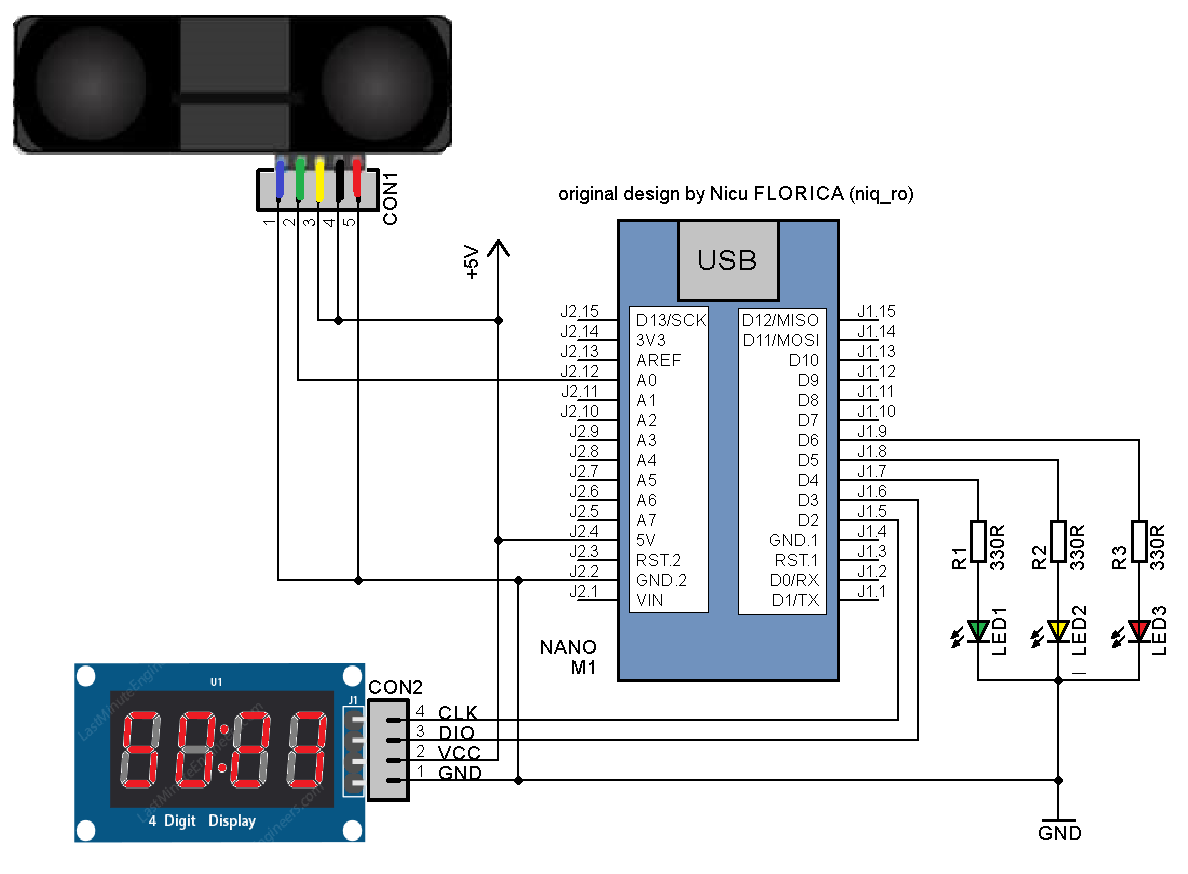 CON1
1 2 3 4 5
original design by Nicu FLORICA (niq_ro)
+5V
USB
J2.15 D13/SCK D12/MISO J1.15
J2.14 3V3 D11/MOSI J1.14
J2.13 AREF D10 J1.13
J2.12 A0 D9 J1.12
J2.11 A1 D8 J1.11
J2.10 A2 D7 J1.10
J2.9 A3 D6 J1.9
J2.8 A4 D5 J1.8
J2.7 A5 D4 J1.7
J2.6 A6 D3 J1.6
J2.5 A7 D2 J1.5
J2.4 5V GND.1 J1.4
J2.3 RST.2 RST.1 J1.3
J2.2 GND.2 D0/RX J1.2
J2.1 VIN D1/TX J1.1
R1 330R R2 330R R3 330R
LED1 LED2 LED3
NANO
M1
LastMinuteEngin
U1
J1
CON2
4 CLK
3 DIO
2 VCC
1 GND
LastMinuteEngineers.com
gineers.com
4 Digit Display
GND